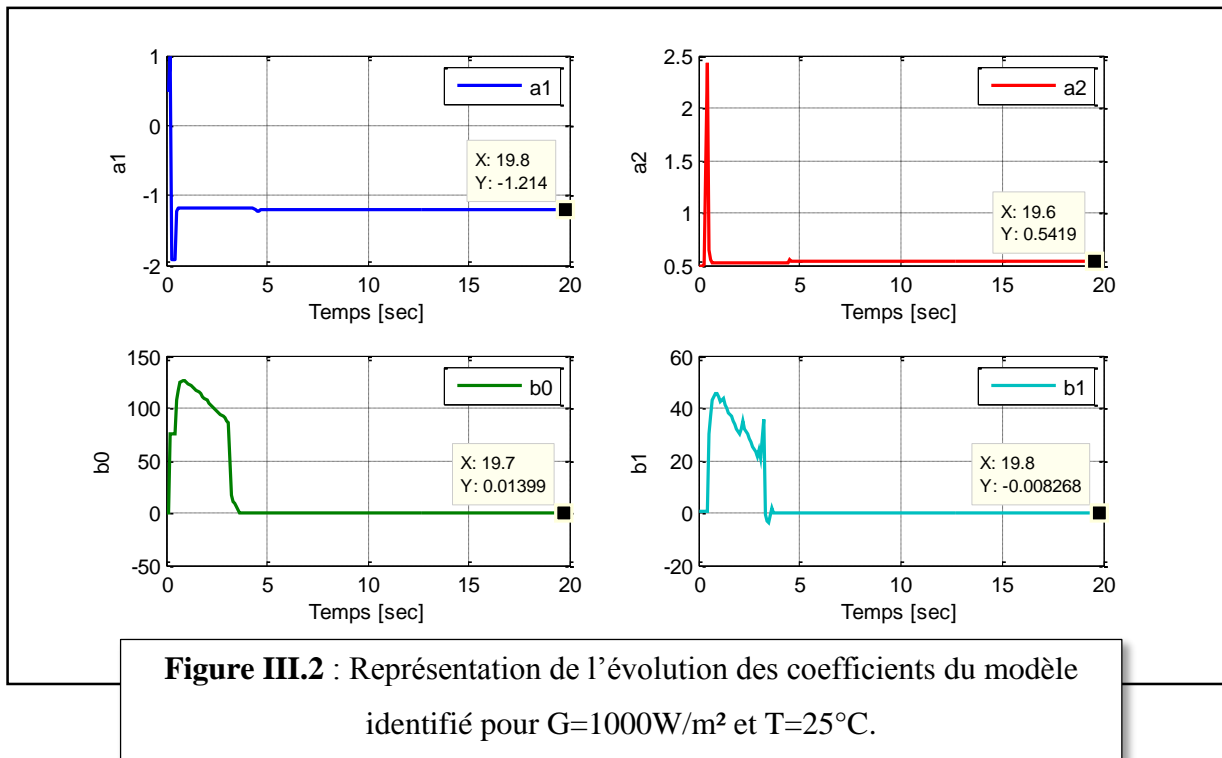 1
0
-1
-2
a1
a1
X: 19.8
Y: -1.214
0
5
10
15
20
Temps [sec]
2.5
2
1.5
1
0.5
a2
a2
X: 19.6
Y: 0.5419
0
5
10
15
20
Temps [sec]
150
100
50
0
-50
b0
b0
X: 19.7
Y: 0.01399
0
5
10
15
20
Temps [sec]
60
40
20
0
-20
b1
b1
X: 19.8
Y: -0.008268
0
5
10
15
20
Temps [sec]
Figure III.2 : Représentation de l’évolution des coefficients du modèle
identifié pour G=1000W/m² et T=25°C.